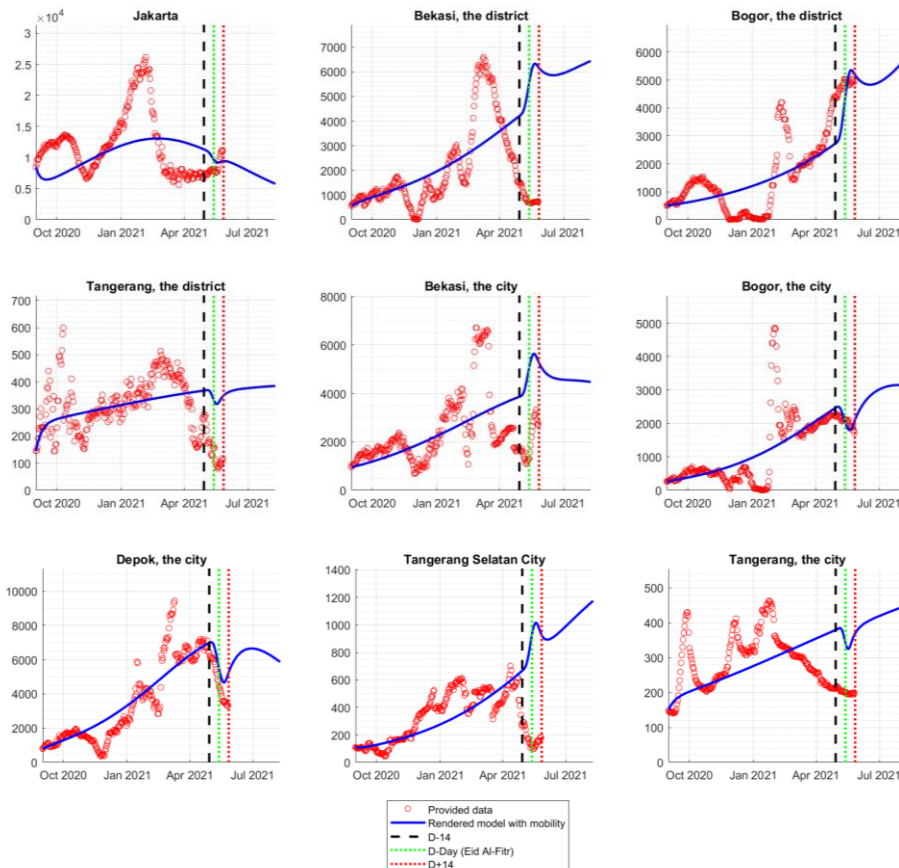 Jakarta
×10⁴
3
2.5
2
1.5
1
0.5
0
Oct 2020 Jan 2021 Apr 2021 Jul 2021
Bekasi, the district
7000
6000
5000
4000
3000
2000
1000
0
Oct 2020 Jan 2021 Apr 2021 Jul 2021
Bogor, the district
6000
5000
4000
3000
2000
1000
0
Oct 2020 Jan 2021 Apr 2021 Jul 2021
Tangerang, the district
700
600
500
400
300
200
100
0
Oct 2020 Jan 2021 Apr 2021 Jul 2021
Bekasi, the city
8000
6000
4000
2000
0
Oct 2020 Jan 2021 Apr 2021 Jul 2021
Bogor, the city
5000
4000
3000
2000
1000
0
Oct 2020 Jan 2021 Apr 2021 Jul 2021
Depok, the city
10000
8000
6000
4000
2000
0
Oct 2020 Jan 2021 Apr 2021 Jul 2021
Tangerang Selatan City
1400
1200
1000
800
600
400
200
0
Oct 2020 Jan 2021 Apr 2021 Jul 2021
Tangerang, the city
500
400
300
200
100
0
Oct 2020 Jan 2021 Apr 2021 Jul 2021
Provided data
Rendered model with mobility
D-14
D-Day (Eid Al-Fitr)
D+14